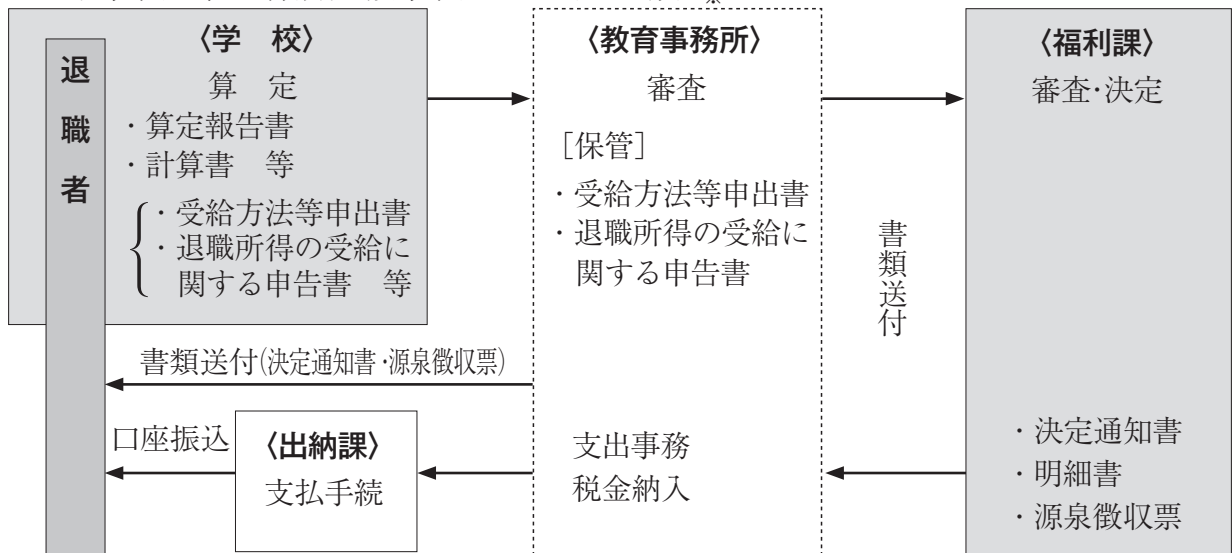 ※
〈学 校〉
算 定
・算定報告書
・計算書 等
・受給方法等申出書
・退職所得の受給に
関する申告書 等
退職者
〈教育事務所〉
審査
［保管］
・受給方法等申出書
・退職所得の受給に
関する申告書
書類送付
〈福利課〉
審査・決定
・決定通知書
・明細書
・源泉徴収票
支出事務
税金納入
書類送付(決定通知書・源泉徴収票)
〈出納課〉
支払手続
口座振込